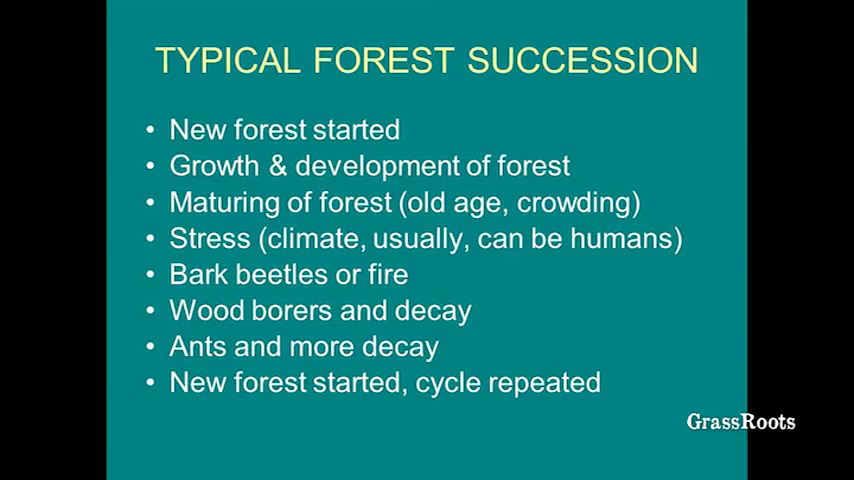 TYPICAL FOREST SUCCESSION
• New forest started
• Growth & development of forest
• Maturing of forest (old age, crowding)
• Stress (climate, usually, can be humans)
• Bark beetles or fire
• Wood borers and decay
• Ants and more decay
• New forest started, cycle repeated
GrassRoots